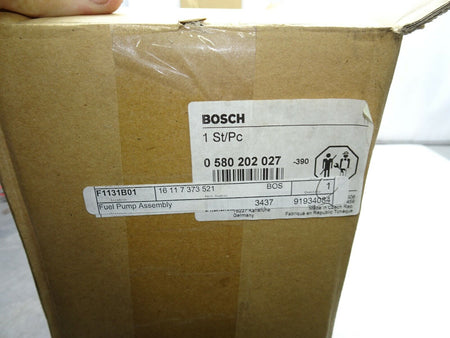 BOSCH
1 St/Pc
0 580 202 027 -390
F1131B01 16 11 7 373 521 BOS 1
Fuel Pump Assembly 3437 91934084
Germany
Made in Czech Rep.
Fabriqué en République Tchèque